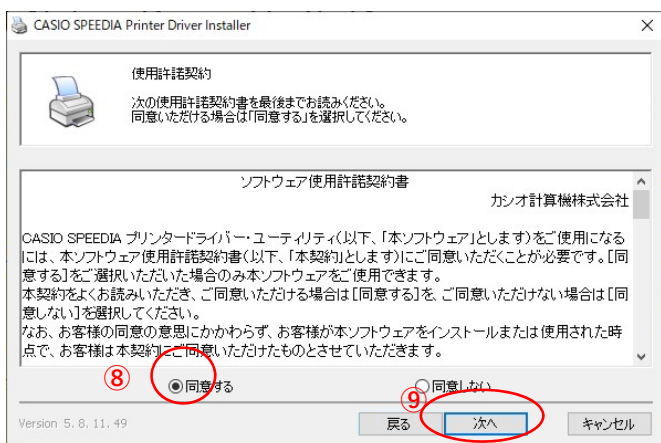 CASIO SPEEDIA Printer Driver Installer
使用許諾契約
次の使用許諾契約書を最後までお読みください。
同意いただける場合は「同意する」を選択してください。
ソフトウェア使用許諾契約書
カシオ計算機株式会社
CASIO SPEEDIA プリンタードライバー・ユーティリティ(以下、「本ソフトウェア」とします)をご使用になる
には、本ソフトウェア使用許諾契約書(以下、「本契約」とします)にご同意いただくことが必要です。[同
意する]をご選択いただいた場合のみ本ソフトウェアをご使用できます。
本契約をよくお読みいただき、ご同意いただける場合は[同意する]を、ご同意いただけない場合は[同
意しない]を選択してください。
なお、お客様の同意の意思にかかわらず、お客様が本ソフトウェアをインストールまたは使用された時
点で、お客様は本契約にご同意いただけたものとさせていただきます。
⑧ 同意する 同意しない
⑨
Version 5.8.11.49 戻る 次へ キャンセル